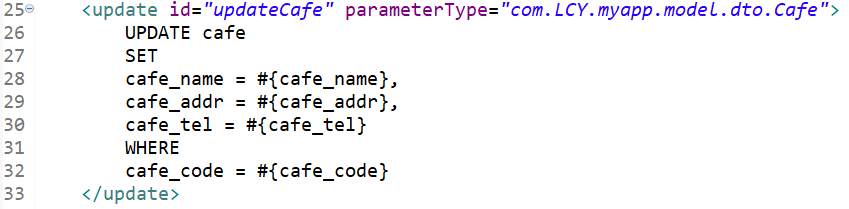 25 <update id="updateCafe" parameterType="com.LCY.myapp.model.dto.Cafe">
26 UPDATE cafe
27 SET
28 cafe_name = #{cafe_name},
29 cafe_addr = #{cafe_addr},
30 cafe_tel = #{cafe_tel}
31 WHERE
32 cafe_code = #{cafe_code}
33 </update>